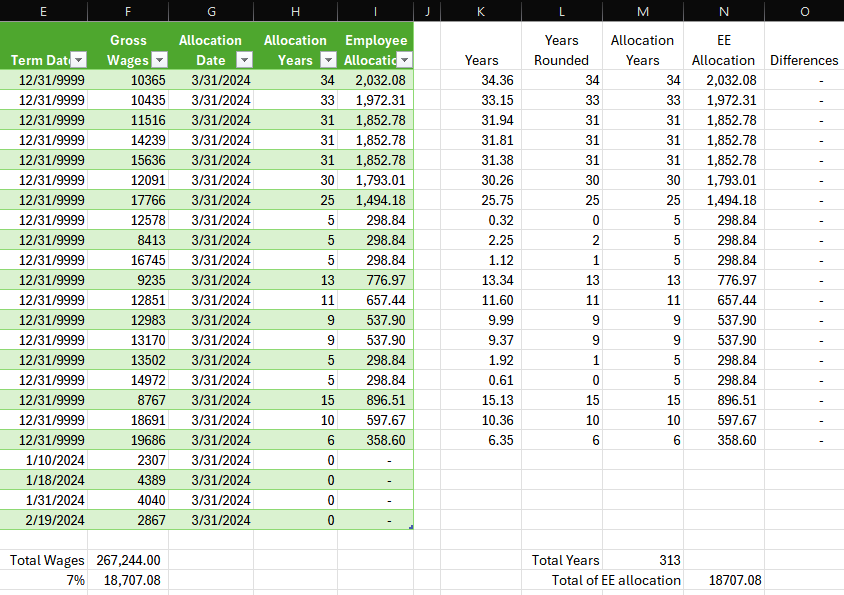 E F G H I J K L M N O
Gross Allocation Allocation Employee Years Allocation EE
Term Dat Wages Date Years Allocatic Years Rounded Years Allocation Differences
12/31/9999 10365 3/31/2024 34 2,032.08 34.36 34 34 2,032.08 -
12/31/9999 10435 3/31/2024 33 1,972.31 33.15 33 33 1,972.31 -
12/31/9999 11516 3/31/2024 31 1,852.78 31.94 31 31 1,852.78 -
12/31/9999 14239 3/31/2024 31 1,852.78 31.81 31 31 1,852.78 -
12/31/9999 15636 3/31/2024 31 1,852.78 31.38 31 31 1,852.78 -
12/31/9999 12091 3/31/2024 30 1,793.01 30.26 30 30 1,793.01 -
12/31/9999 17766 3/31/2024 25 1,494.18 25.75 25 25 1,494.18 -
12/31/9999 12578 3/31/2024 5 298.84 0.32 0 5 298.84 -
12/31/9999 8413 3/31/2024 5 298.84 2.25 2 5 298.84 -
12/31/9999 16745 3/31/2024 5 298.84 1.12 1 5 298.84 -
12/31/9999 9235 3/31/2024 13 776.97 13.34 13 13 776.97 -
12/31/9999 12851 3/31/2024 11 657.44 11.60 11 11 657.44 -
12/31/9999 12983 3/31/2024 9 537.90 9.99 9 9 537.90 -
12/31/9999 13170 3/31/2024 9 537.90 9.37 9 9 537.90 -
12/31/9999 13502 3/31/2024 5 298.84 1.92 1 5 298.84 -
12/31/9999 14972 3/31/2024 5 298.84 0.61 0 5 298.84 -
12/31/9999 8767 3/31/2024 15 896.51 15.13 15 15 896.51 -
12/31/9999 18691 3/31/2024 10 597.67 10.36 10 10 597.67 -
12/31/9999 19686 3/31/2024 6 358.60 6.35 6 6 358.60 -
1/10/2024 2307 3/31/2024 0 -
1/18/2024 4389 3/31/2024 0 -
1/31/2024 4040 3/31/2024 0 -
2/19/2024 2867 3/31/2024 0 -
Total Wages 267,244.00 Total Years 313
7% 18,707.08 Total of EE allocation 18707.08